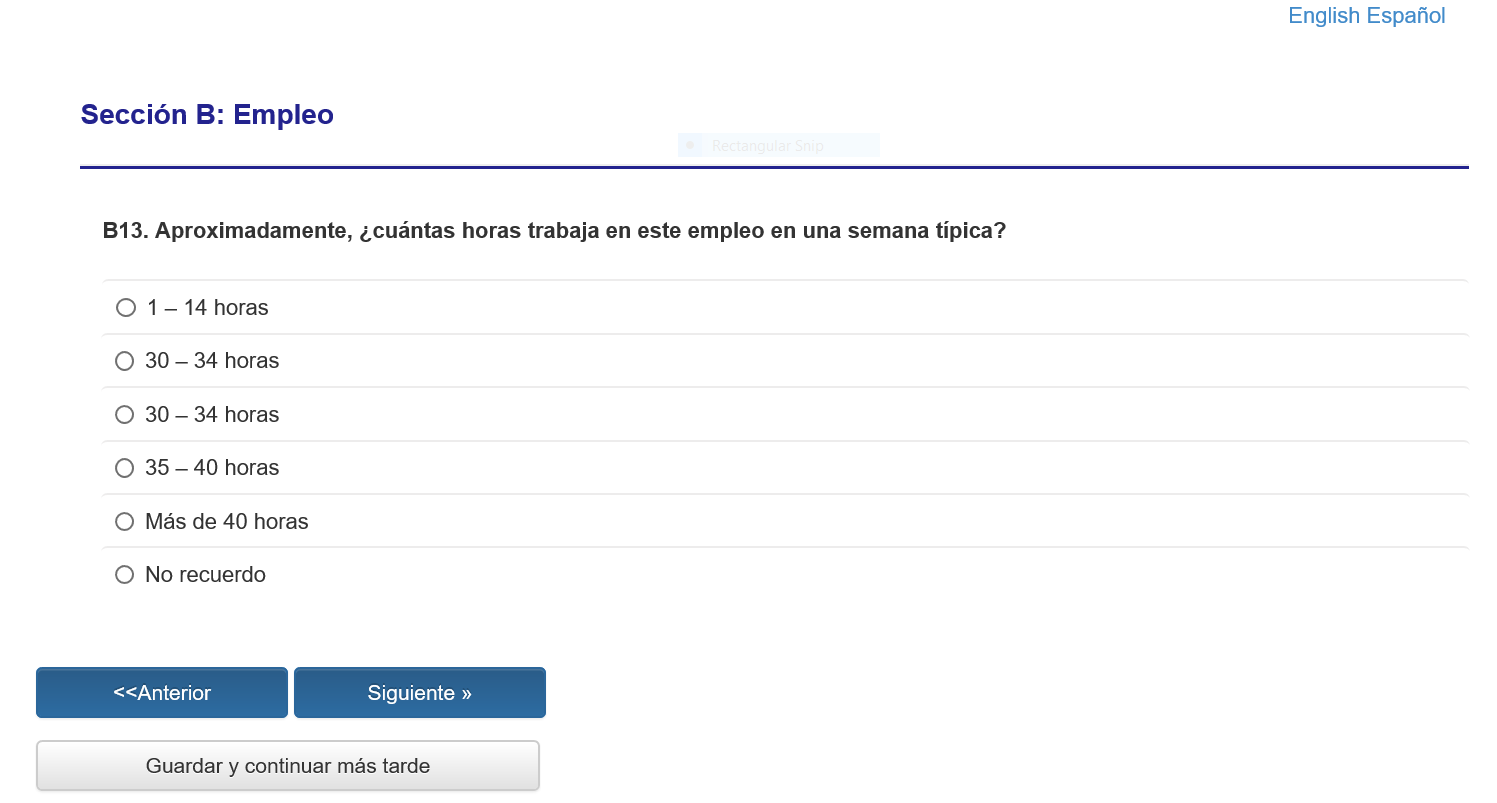 English Español
Sección B: Empleo
Rectangular Snip
B13. Aproximadamente, ¿cuántas horas trabaja en este empleo en una semana típica?
1 – 14 horas
30 – 34 horas
30 – 34 horas
35 – 40 horas
Más de 40 horas
No recuerdo
<<Anterior
Siguiente »
Guardar y continuar más tarde